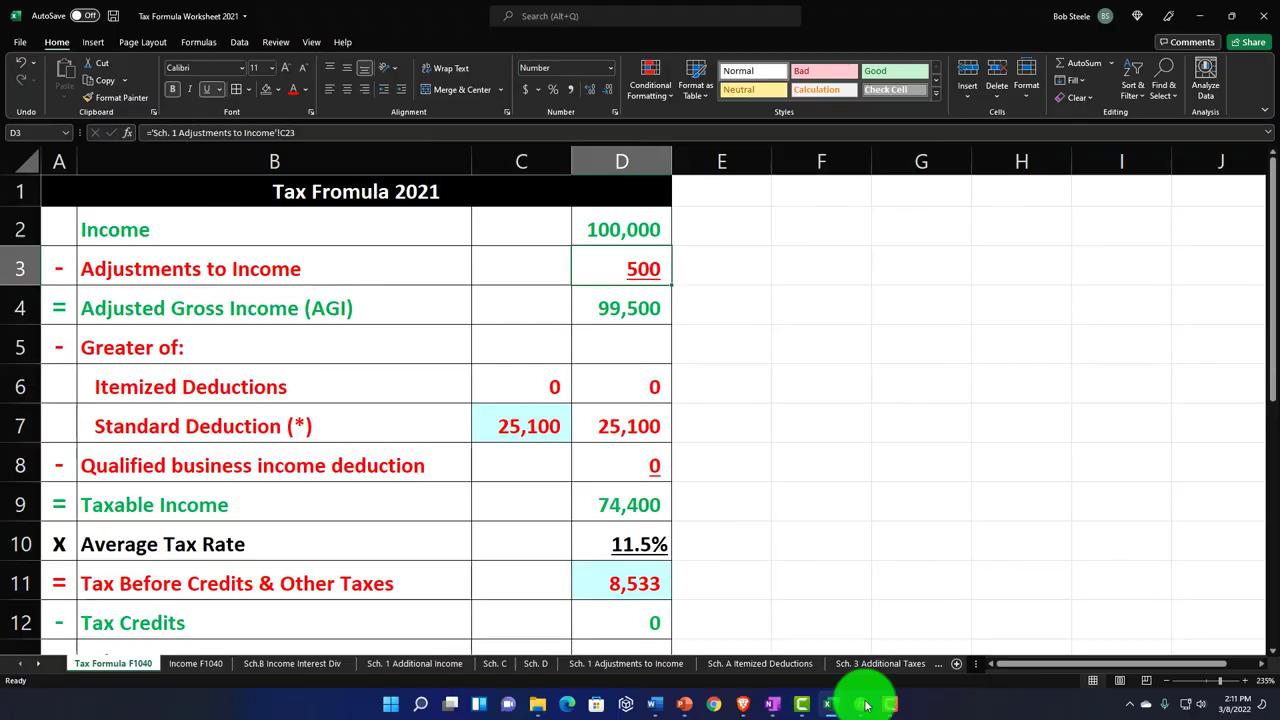 AutoSave Off Tax Formula Worksheet 2021 Search (Alt+Q) Bob Steele BS
File Home Insert Page Layout Formulas Data Review View Help Comments Share
Undo
Paste
Cut
Copy
Format Painter
Clipboard
Calibri 11
B I U
A A
Font
Wrap Text
Merge & Center
Alignment
Number
$ % ,
Number
Conditional Formatting
Format as Table
Normal Bad Good
Neutral Calculation Check Cell
Styles
Insert Delete Format
Cells
AutoSum
Fill
Clear
Sort & Filter
Find & Select
Editing
Analyze Data
Analysis
D3 fx ='Sch. 1 Adjustments to Income'!C23
A B C D E F G H I J
1 Tax Fromula 2021
2 Income 100,000
3 - Adjustments to Income 500
4 = Adjusted Gross Income (AGI) 99,500
5 - Greater of:
6 Itemized Deductions 0 0
7 Standard Deduction (*) 25,100 25,100
8 - Qualified business income deduction 0
9 = Taxable Income 74,400
10 X Average Tax Rate 11.5%
11 = Tax Before Credits & Other Taxes 8,533
12 - Tax Credits 0
Tax Formula F1040 Income F1040 Sch.B Income Interest Div Sch. 1 Additional Income Sch. C Sch. D Sch. 1 Adjustments to Income Sch. A Itemized Deductions Sch. 3 Additional Taxes ...
Ready 235%
2:11 PM
3/8/2022